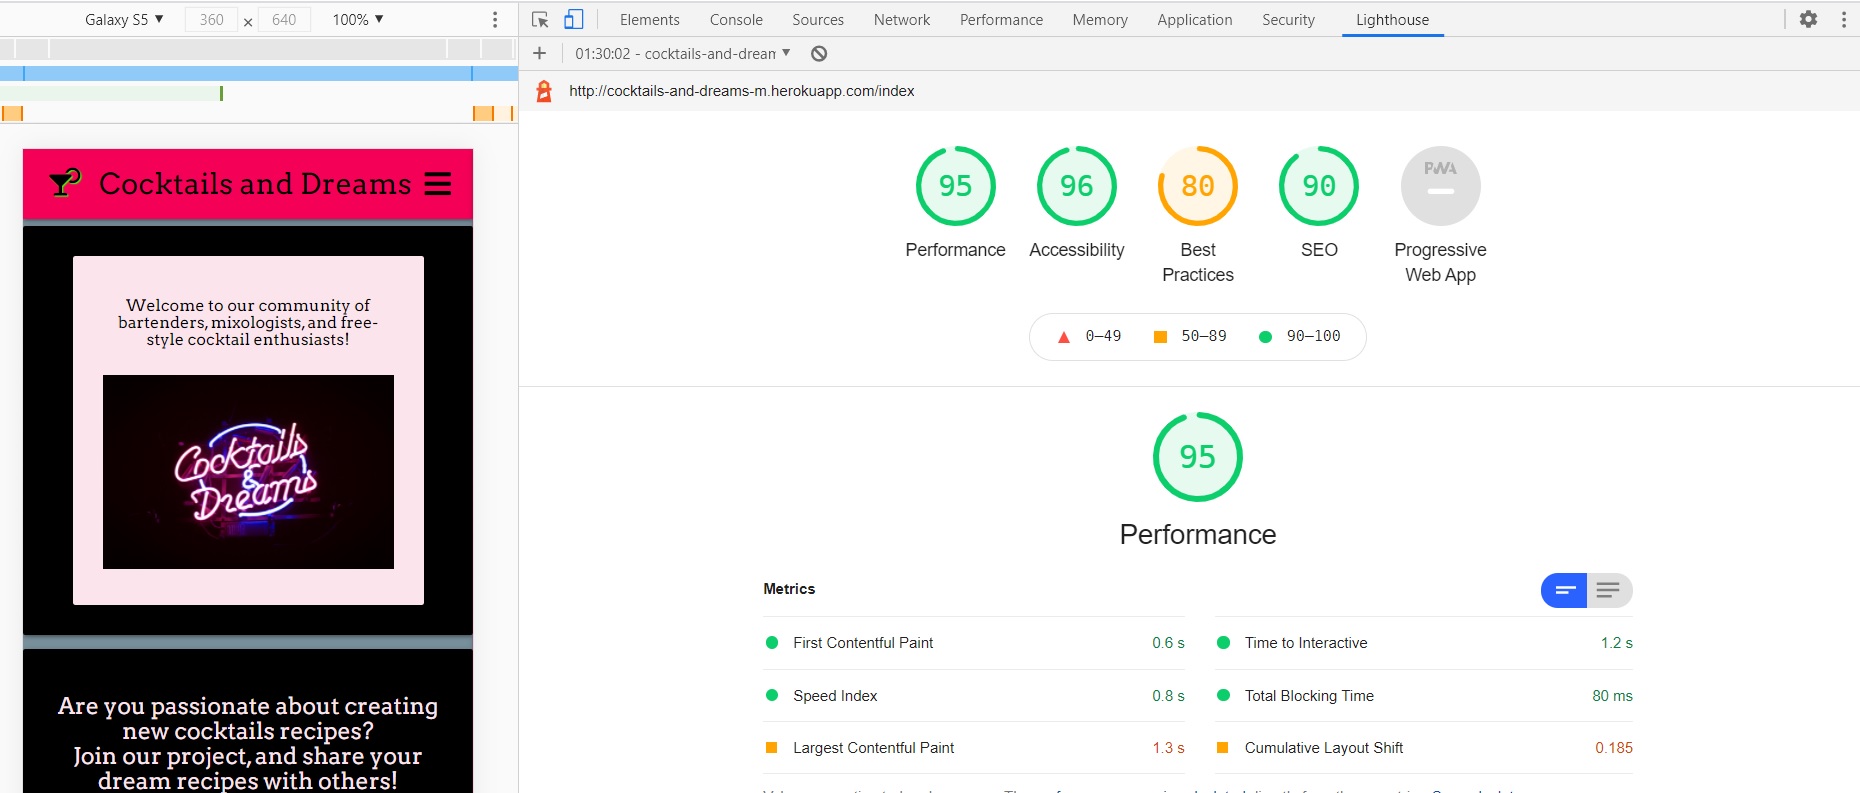 Galaxy S5 ▼ 360 × 640 100% ▼
Elements Console Sources Network Performance Memory Application Security Lighthouse
01:30:02 - cocktails-and-dream ▼
http://cocktails-and-dreams-m.herokuapp.com/index
Cocktails and Dreams
Welcome to our community of
bartenders, mixologists, and free-
style cocktail enthusiasts!
Cocktails
&
Dreams
Are you passionate about creating
new cocktails recipes?
Join our project, and share your
dream recipes with others!
95 96 80 90 PWA
Performance Accessibility Best Practices SEO Progressive Web App
0–49 50–89 90–100
95
Performance
Metrics
First Contentful Paint 0.6 s
Time to Interactive 1.2 s
Speed Index 0.8 s
Total Blocking Time 80 ms
Largest Contentful Paint 1.3 s
Cumulative Layout Shift 0.185